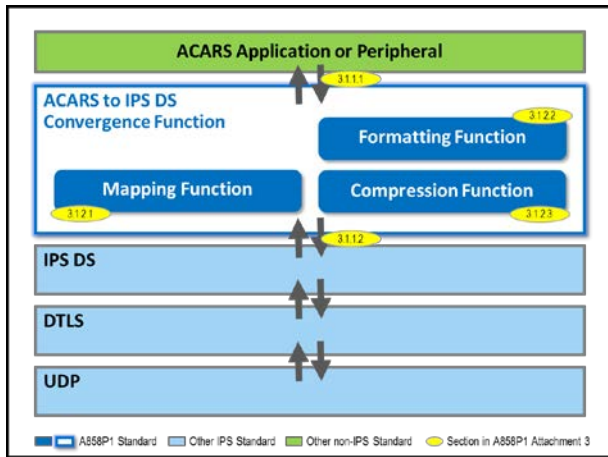 ACARS Application or Peripheral
3.1.1.1
ACARS to IPS DS
Convergence Function
3.1.2.2
Formatting Function
Mapping Function
Compression Function
3.1.2.1
3.1.2.3
3.1.1.2
IPS DS
DTLS
UDP
A858P1 Standard
Other IPS Standard
Other non-IPS Standard
Section in A858P1 Attachment 3